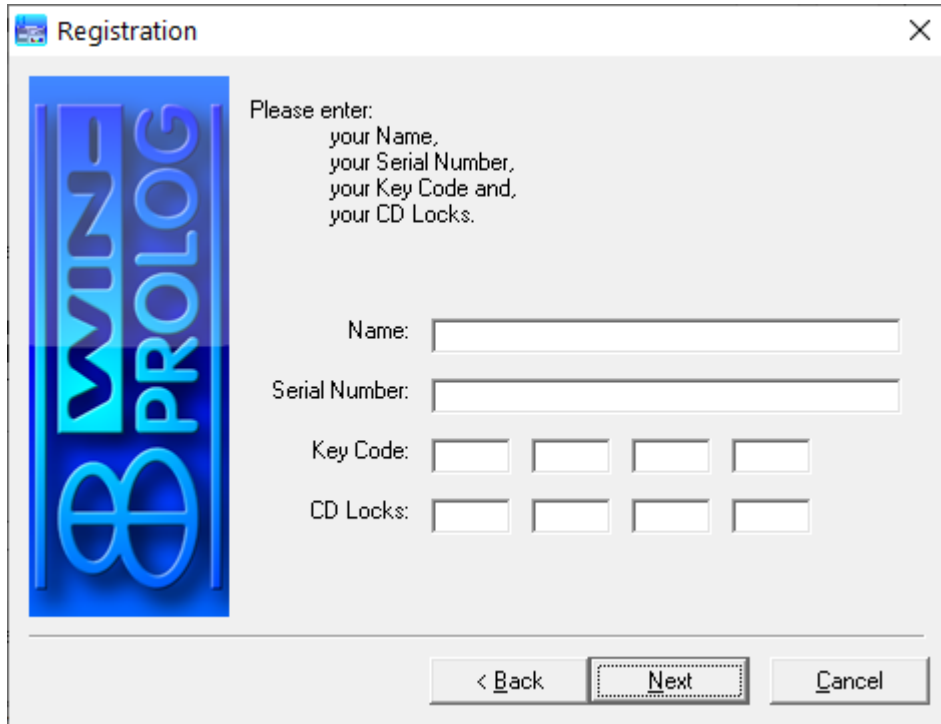 Registration
WIN-
PROLOG
Please enter:
your Name,
your Serial Number,
your Key Code and,
your CD Locks.
Name:
Serial Number:
Key Code:
CD Locks:
< Back
Next
Cancel